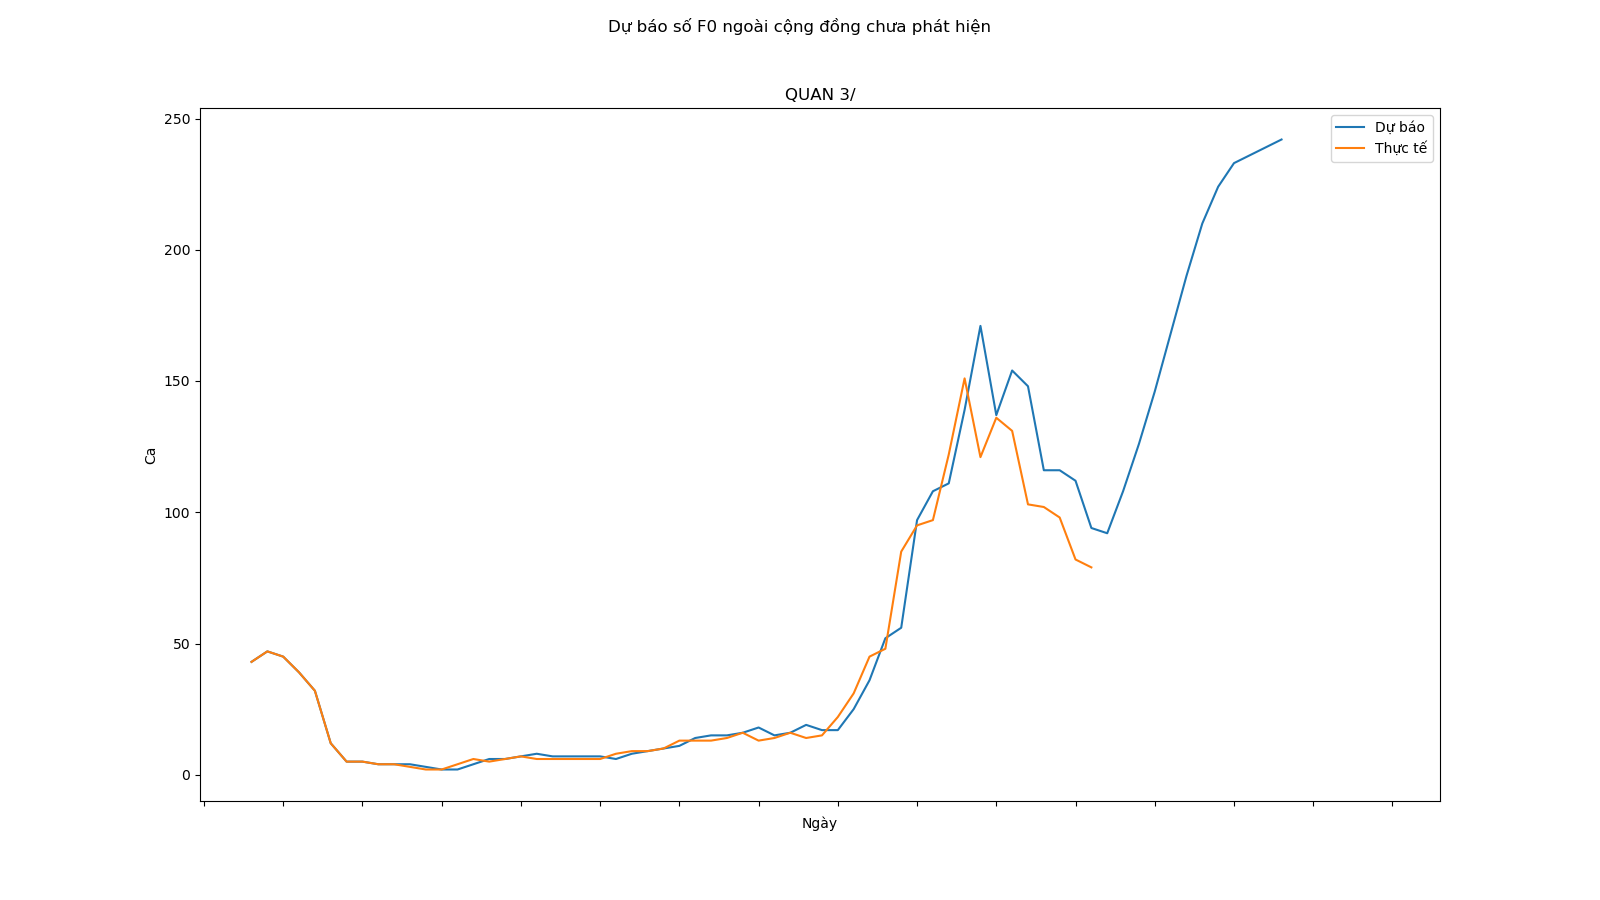 Dự báo số F0 ngoài cộng đồng chưa phát hiện
QUAN 3/
250
200
150
100
50
0
Ca
Ngày
Dự báo
Thực tế